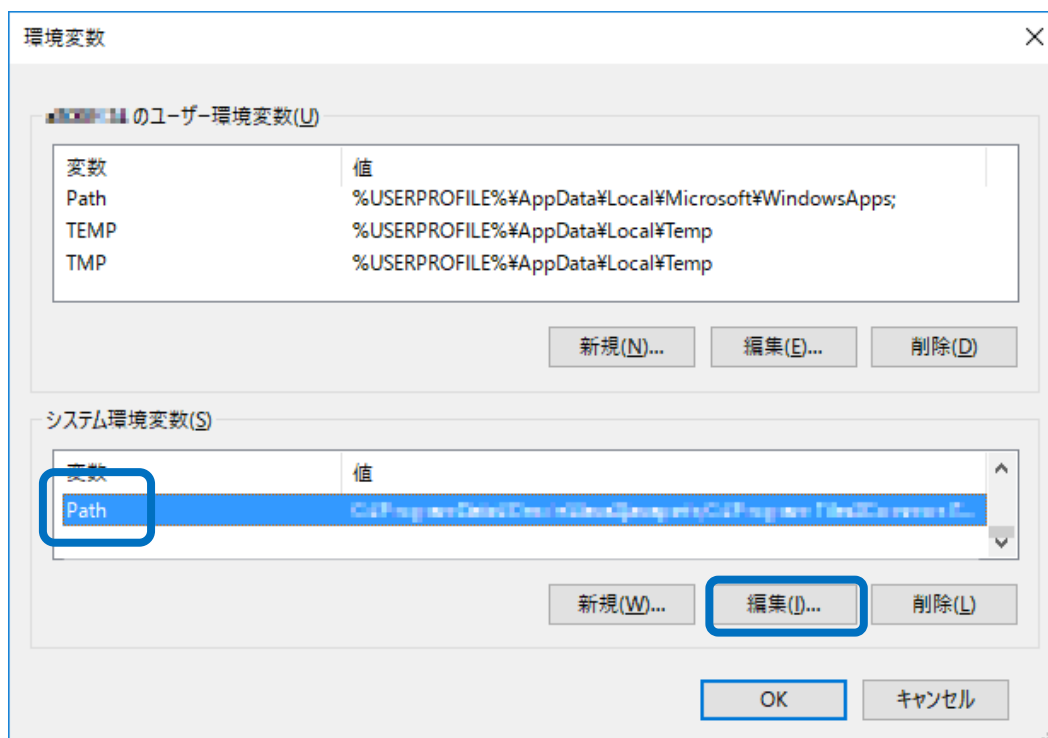 環境変数
のユーザー環境変数(U)
変数 値
Path %USERPROFILE%¥AppData¥Local¥Microsoft¥WindowsApps;
TEMP %USERPROFILE%¥AppData¥Local¥Temp
TMP %USERPROFILE%¥AppData¥Local¥Temp
新規(N)... 編集(E)... 削除(D)
システム環境変数(S)
変数 値
Path
新規(W)... 編集(I)... 削除(L)
OK キャンセル